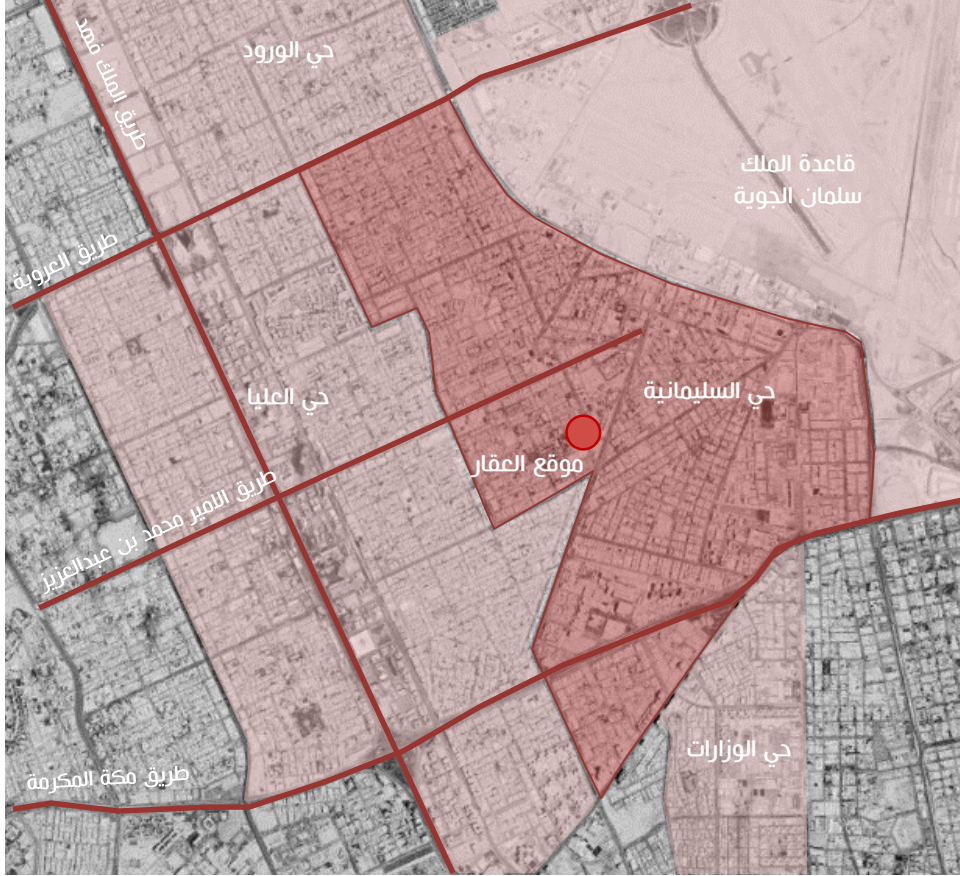 حي الورود
طريق الملك فهد
قاعدة الملك
سلمان الجوية
طريق العروبة
حي السليمانية
حي العليا
موقع العقار
طريق الامير محمد بن عبدالعزيز
حي الوزارات
طريق مكة المكرمة